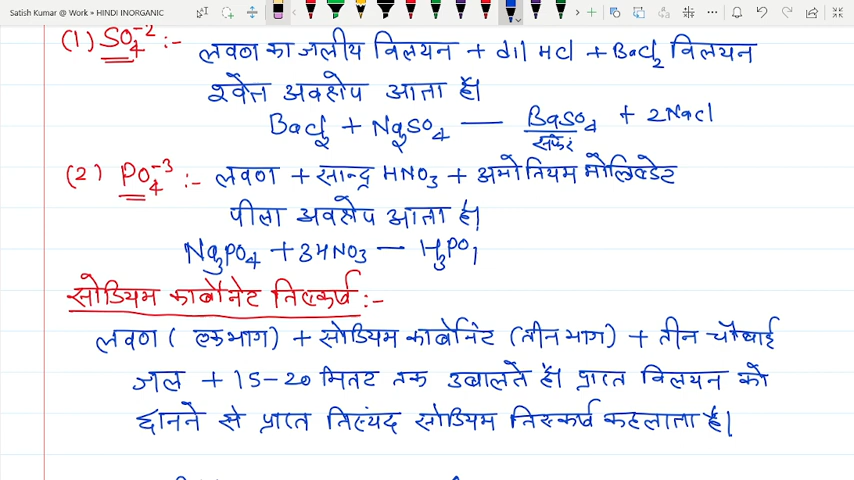 Satish Kumar @ Work » HINDI INORGANIC
(1) SO₄⁻² :- लवण का जलीय विलयन + dil HCl + BaCl₂ विलयन
श्वेत अवक्षेप आता है।
BaCl₂ + Na₂SO₄ — BaSO₄ + 2NaCl
सफेद
(2) PO₄⁻³ :- लवण + सान्द्र HNO₃ + अमोनियम मोलिब्डेट
पीला अवक्षेप आता है।
Na₃PO₄ + 3HNO₃ — H₃PO
सोडियम कार्बोनेट निष्कर्ष :-
लवण ( एक भाग) + सोडियम कार्बोनेट (तीन भाग) + तीन चौथाई
जल + 15-20 मिनट तक उबालते है। प्राप्त विलयन को
छानने से प्राप्त निस्यंद सोडियम निष्कर्ष कहलाता है।